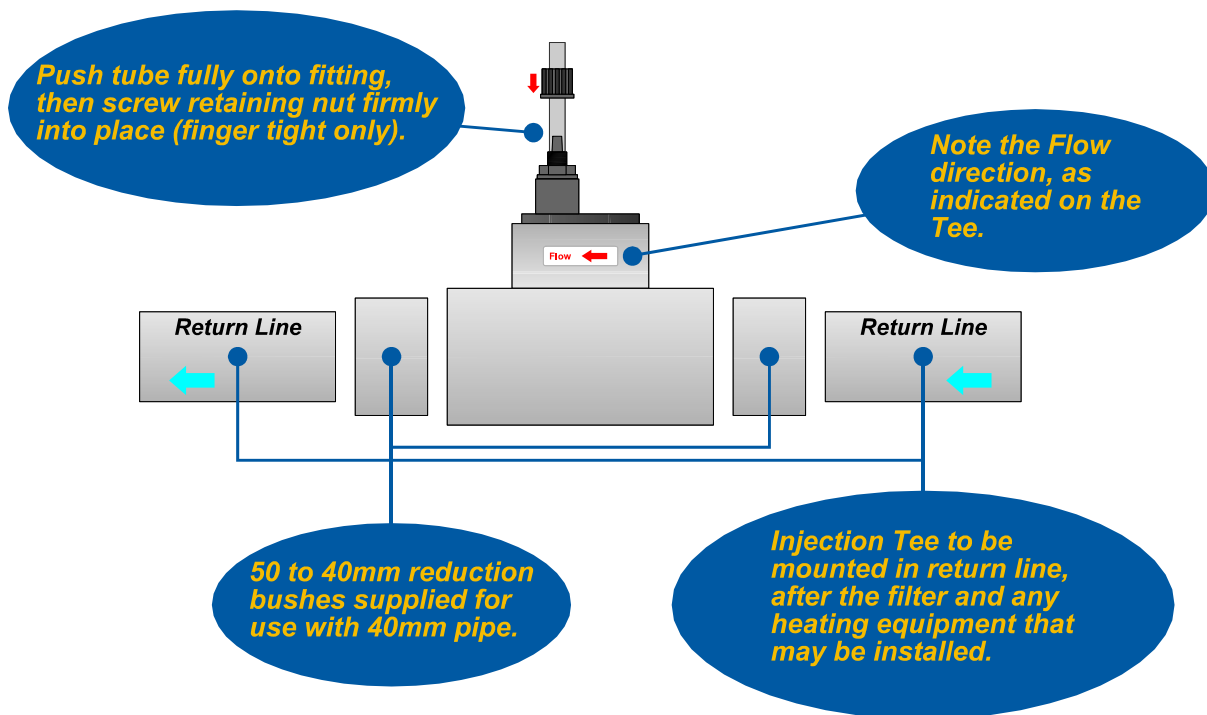 Push tube fully onto fitting,
then screw retaining nut firmly
into place (finger tight only).
Note the Flow
direction, as
indicated on the
Tee.
Flow
Return Line
Return Line
50 to 40mm reduction
bushes supplied for
use with 40mm pipe.
Injection Tee to be
mounted in return line,
after the filter and any
heating equipment that
may be installed.